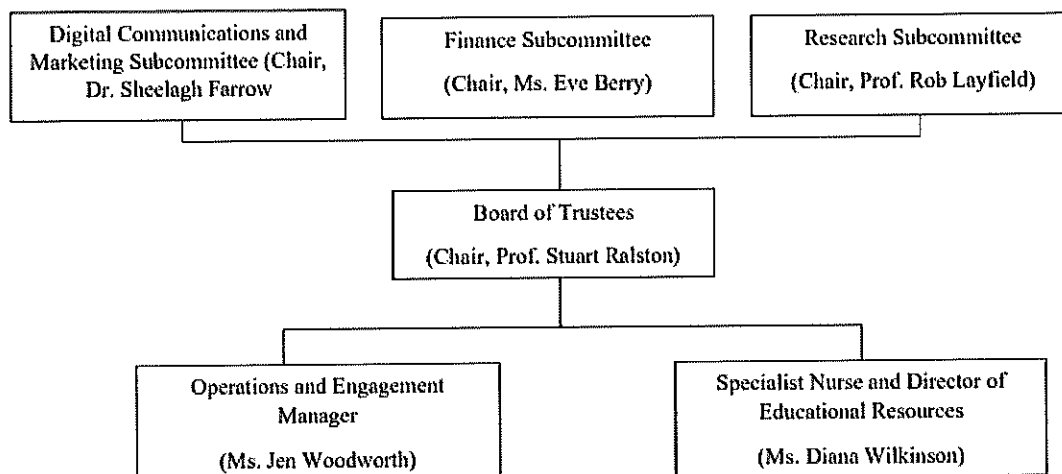 Digital Communications and
Marketing Subcommittee (Chair,
Dr. Sheelagh Farrow
Finance Subcommittee
(Chair, Ms. Eve Berry)
Research Subcommittee
(Chair, Prof. Rob Layfield)
Board of Trustees
(Chair, Prof. Stuart Ralston)
Operations and Engagement
Manager
(Ms. Jen Woodworth)
Specialist Nurse and Director of
Educational Resources
(Ms. Diana Wilkinson)